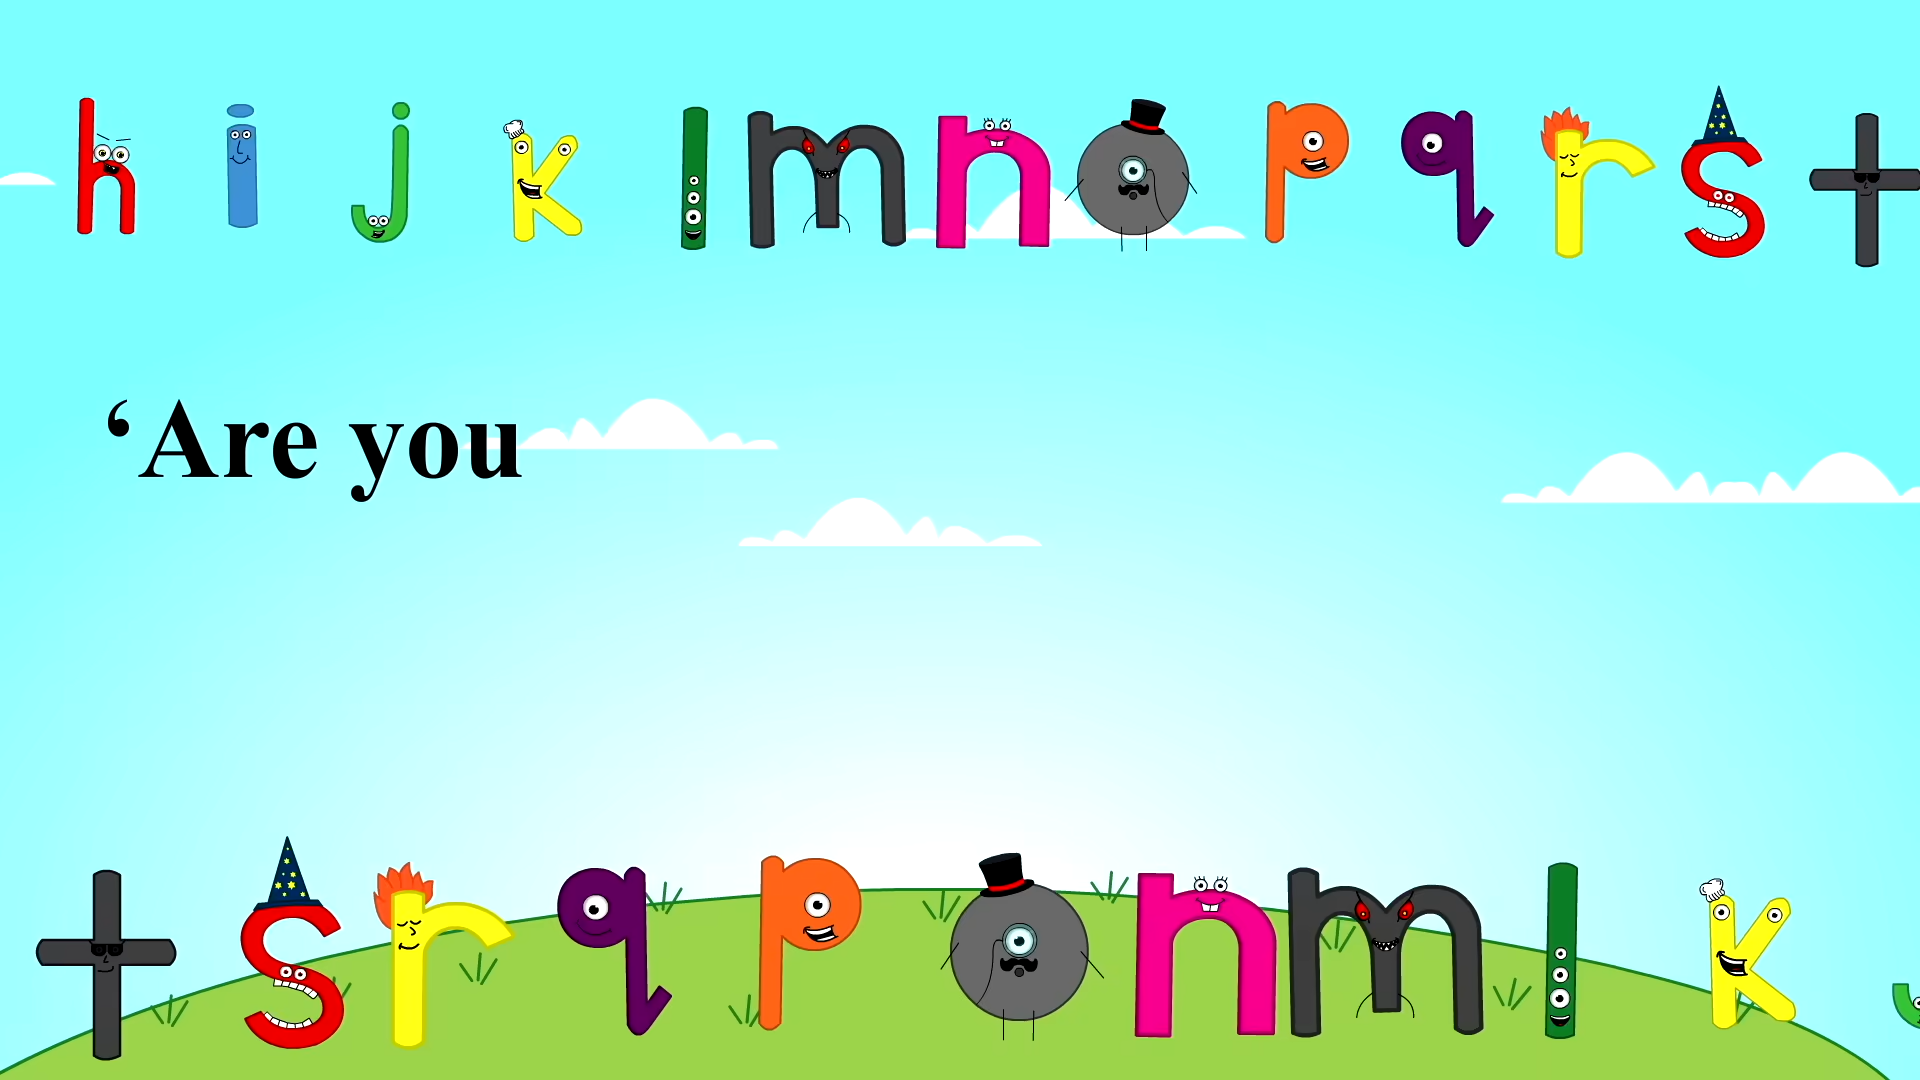 h i j k l m n o p q r s t
‘Are you
t s r q p o n m l k j